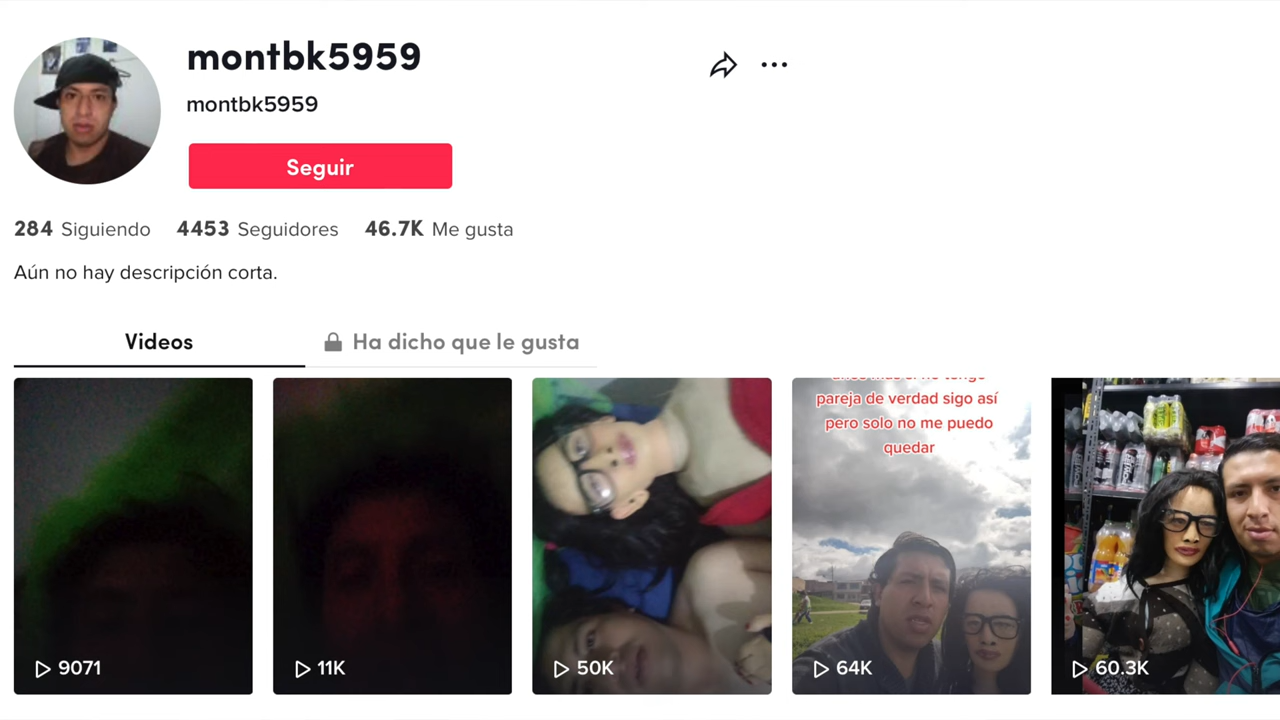 montbk5959
montbk5959
Seguir
284 Siguiendo 4453 Seguidores 46.7K Me gusta
Aún no hay descripción corta.
Videos Ha dicho que le gusta
pareja de verdad sigo así
pero solo no me puedo
quedar
9071 11K 50K 64K 60.3K